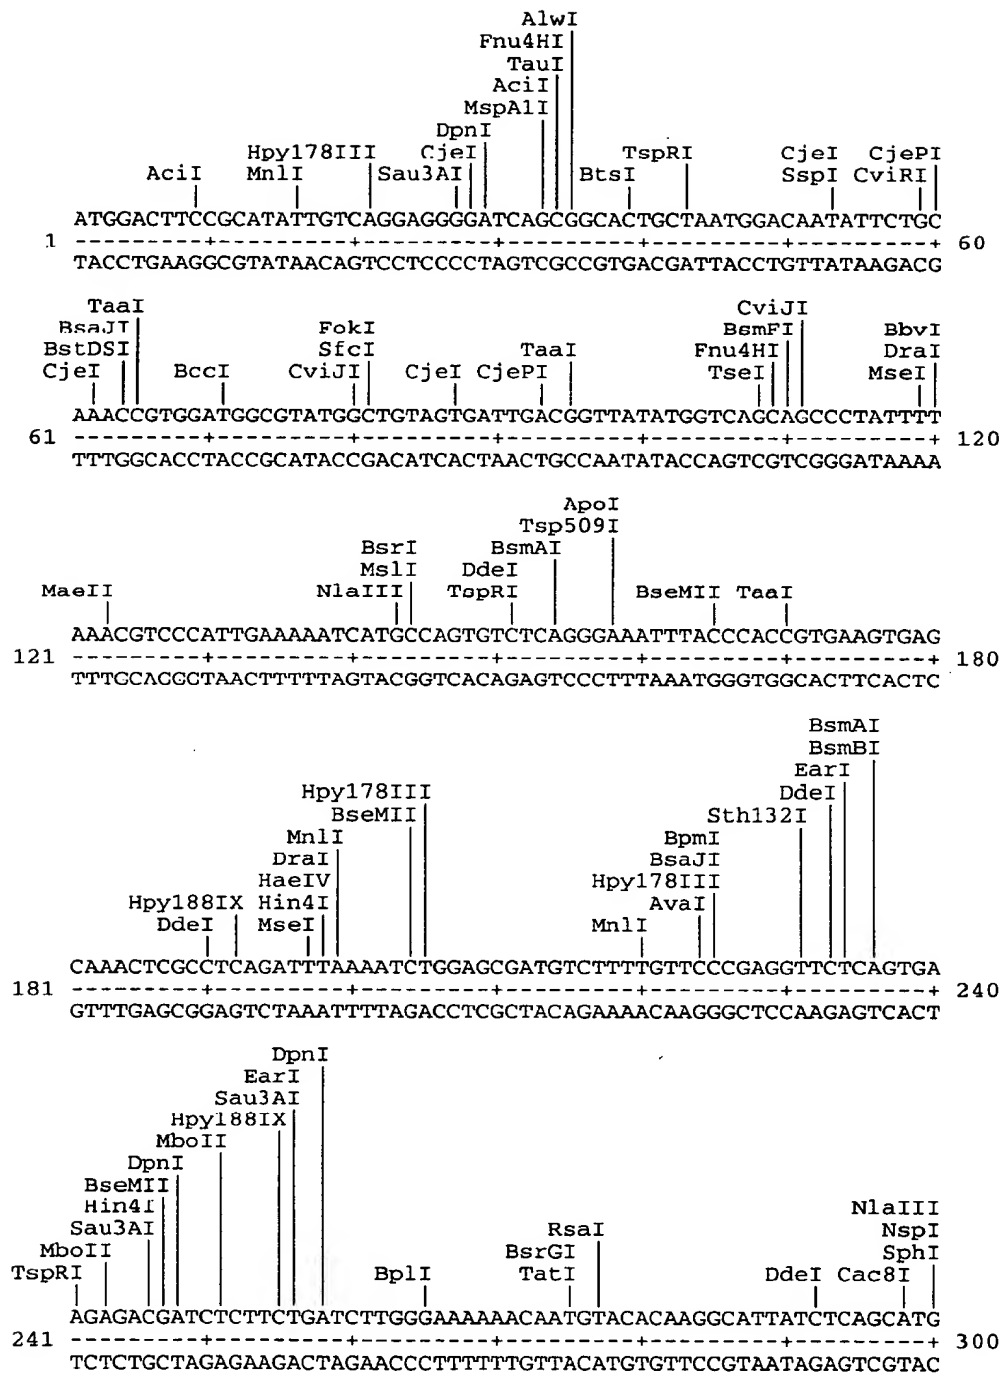 AlwI
Fnu4HI
TauI
AciI
MspA1I
DpnI
Hpy178III CjeI TspRI CjeI CjePI
AciI MnlI Sau3AI BtsI SspI CviRI
ATGGACTTCCGCATATTGTCAGGAGGGGATCAGCGGCACTGCTAATGGACAATATTCTGC
1 ---------+---------+---------+---------+---------+---------+ 60
TACCTGAAGGCGTATAACAGTCCTCCCCTAGTCGCCGTGACGATTACCTGTTATAAGACG
TaaI CviJI
BsaJI FokI BsmFI BbvI
BstDSI SfcI TaaI Fnu4HI DraI
CjeI BccI CviJI CjeI CjePI TseI MseI
AAACCGTGGATGGCGTATGGCTGTAGTGATTGACGGTTATATGGTCAGCAGCCCTATTTT
61 ---------+---------+---------+---------+---------+---------+ 120
TTTGGCACCTACCGCATACCGACATCACTAACTGCCAATATACCAGTCGTCGGGATAAAA
ApoI
Tsp509I
BsrI BsmAI
MslI DdeI
MaeII NlaIII TspRI BseMII TaaI
AAACGTCCCATTGAAAAATCATGCCAGTGTCTCAGGGAAATTTACCCACCGTGAAGTGAG
121 ---------+---------+---------+---------+---------+---------+ 180
TTTGCAGGGTAACTTTTTAGTACGGTCACAGAGTCCCTTTAAATGGGTGGCACTTCACTC
BsmAI
BsmBI
EarI
Hpy178III DdeI
BseMII Sth132I
MnlI BpmI
DraI BsaJI
HaeIV Hpy178III
Hpy188IX Hin4I AvaI
DdeI MseI MnlI
CAAACTCGCCTCAGATTTAAAATCTGGAGCGATGTCTTTTGTTCCCGAGGTTCTCAGTGA
181 ---------+---------+---------+---------+---------+---------+ 240
GTTTGAGCGGAGTCTAAATTTTAGACCTCGCTACAGAAAACAAGGGCTCCAAGAGTCACT
DpnI
EarI
Sau3AI
Hpy188IX
MboII
DpnI
BseMII
Hin4I NlaIII
Sau3AI RsaI NspI
MboII BsrGI SphI
TspRI BplI TatI DdeI Cac8I
AGAGACGATCTCTTCTGATCTTGGGAAAAAACAATGTACACAAGGCATTATCTCAGCATG
241 ---------+---------+---------+---------+---------+---------+ 300
TCTCTGCTAGAGAAGACTAGAACCCTTTTTTGTTACATGTGTTCCGTAATAGAGTCGTAC